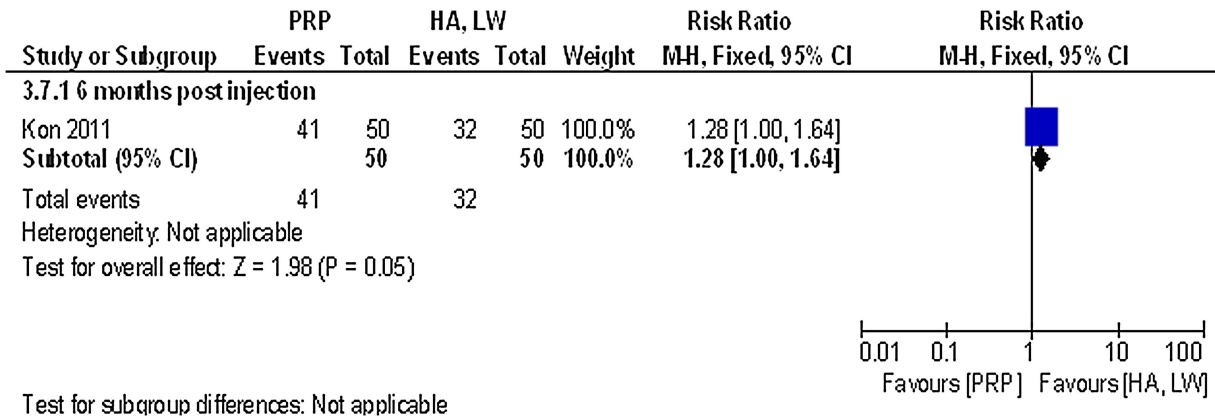 PRP HA, LW Risk Ratio Risk Ratio
Study or Subgroup Events Total Events Total Weight M-H, Fixed, 95% CI M-H, Fixed, 95% CI
3.7.1 6 months post injection
Kon 2011 41 50 32 50 100.0% 1.28 [1.00, 1.64]
Subtotal (95% CI) 50 50 100.0% 1.28 [1.00, 1.64]
Total events 41 32
Heterogeneity: Not applicable
Test for overall effect: Z = 1.98 (P = 0.05)
0.01 0.1 1 10 100
Favours [PRP] Favours [HA, LW]
Test for subgroup differences: Not applicable